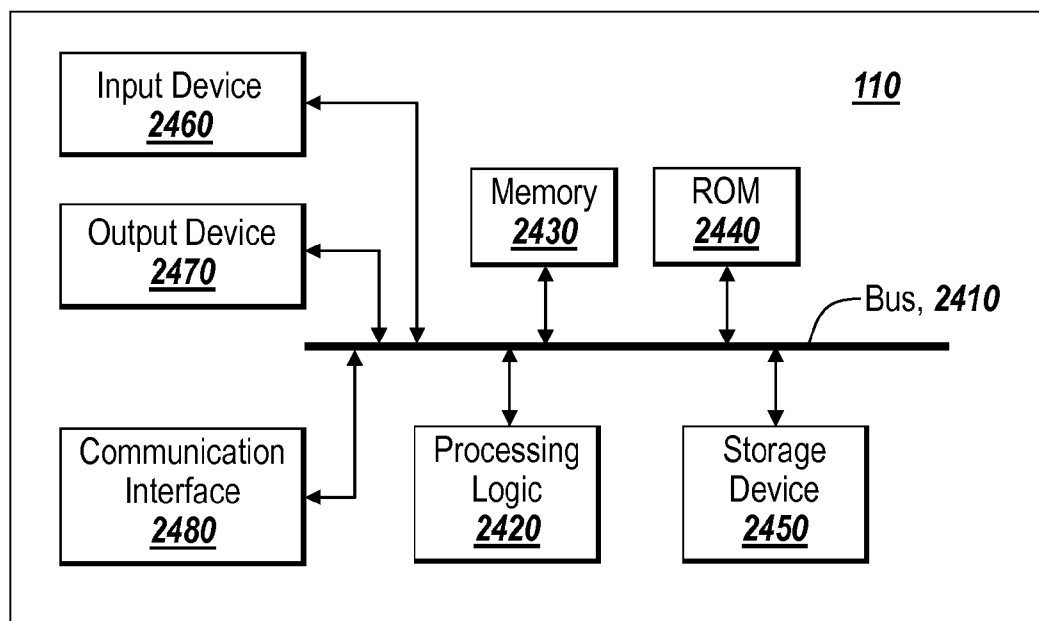 Input Device
2460
110
Memory
2430
ROM
2440
Output Device
2470
Bus, 2410
Communication
Interface
2480
Processing
Logic
2420
Storage
Device
2450